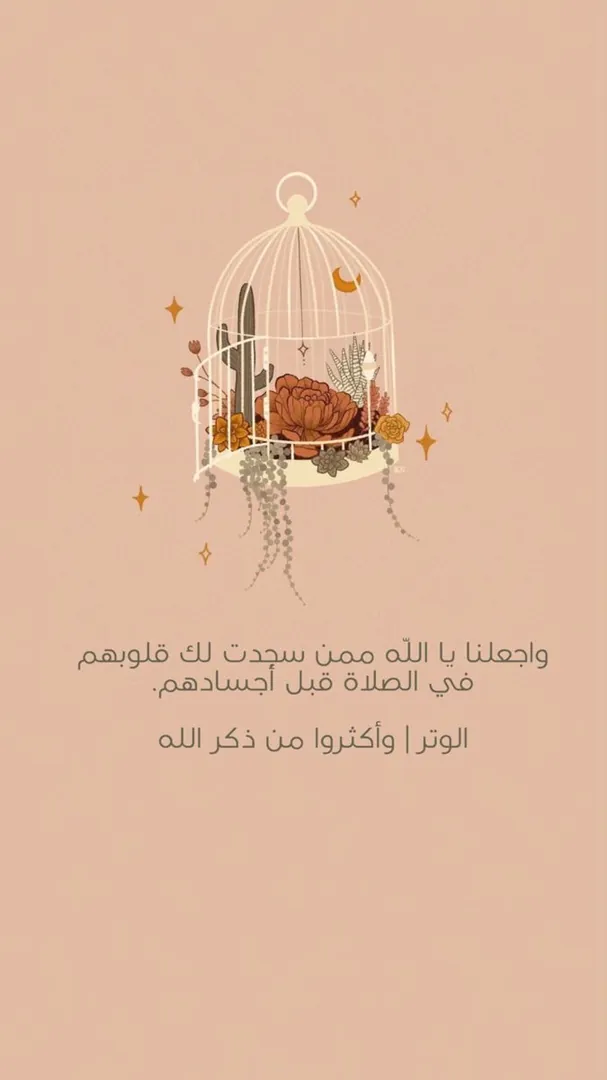 واجعلنا يا اللّه ممن سجدت لك قلوبهم
في الصلاة قبل أجسادهم.
الوتر | وأكثروا من ذكر الله